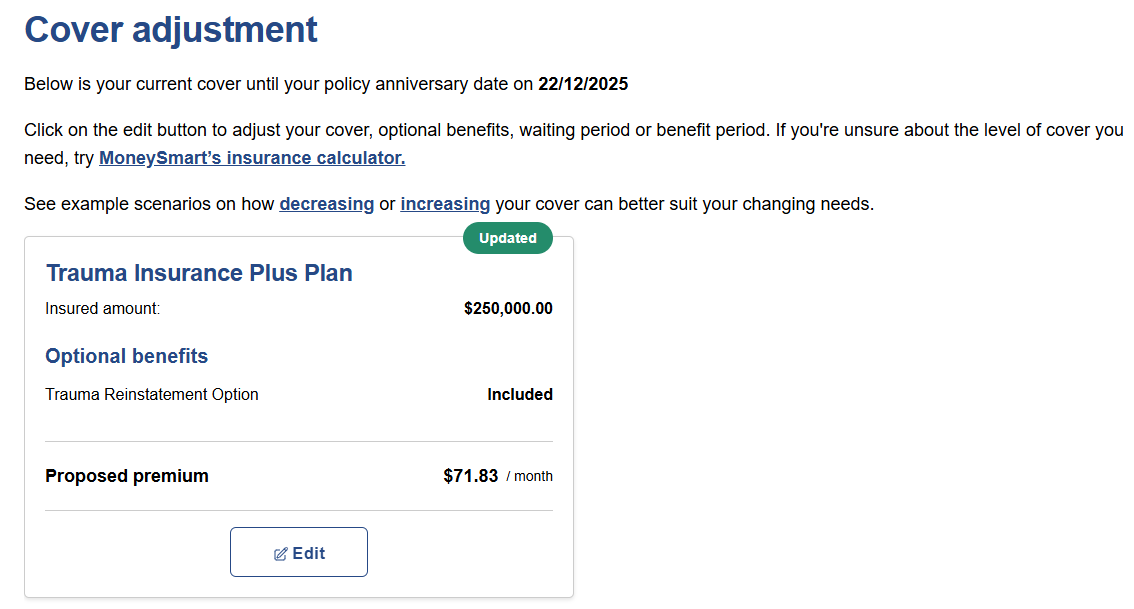 Cover adjustment
Below is your current cover until your policy anniversary date on 22/12/2025
Click on the edit button to adjust your cover, optional benefits, waiting period or benefit period. If you're unsure about the level of cover you
need, try MoneySmart’s insurance calculator.
See example scenarios on how decreasing or increasing your cover can better suit your changing needs.
Updated
Trauma Insurance Plus Plan
Insured amount: $250,000.00
Optional benefits
Trauma Reinstatement Option Included
Proposed premium $71.83 / month
Edit